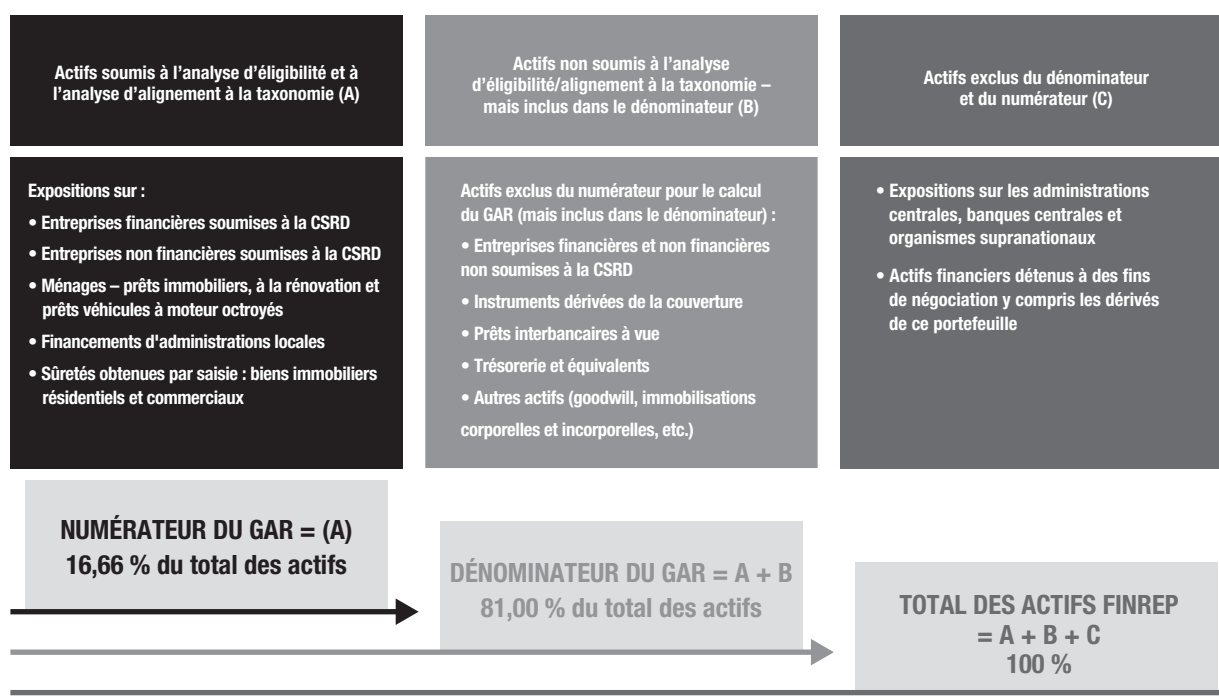 Actifs soumis à l'analyse d'éligibilité et à
l'analyse d'alignement à la taxonomie (A)
Actifs non soumis à l'analyse
d'éligibilité/alignement à la taxonomie –
mais inclus dans le dénominateur (B)
Actifs exclus du dénominateur
et du numérateur (C)
Expositions sur :
• Entreprises financières soumises à la CSRD
• Entreprises non financières soumises à la CSRD
• Ménages – prêts immobiliers, à la rénovation et
prêts véhicules à moteur octroyés
• Financements d'administrations locales
• Sûretés obtenues par saisie : biens immobiliers
résidentiels et commerciaux
Actifs exclus du numérateur pour le calcul
du GAR (mais inclus dans le dénominateur) :
• Entreprises financières et non financières
non soumises à la CSRD
• Instruments dérivées de la couverture
• Prêts interbancaires à vue
• Trésorerie et équivalents
• Autres actifs (goodwill, immobilisations
corporelles et incorporelles, etc.)
• Expositions sur les administrations
centrales, banques centrales et
organismes supranationaux
• Actifs financiers détenus à des fins
de négociation y compris les dérivés
de ce portefeuille
NUMÉRATEUR DU GAR = (A)
16,66 % du total des actifs
DÉNOMINATEUR DU GAR = A + B
81,00 % du total des actifs
TOTAL DES ACTIFS FINREP
= A + B + C
100 %